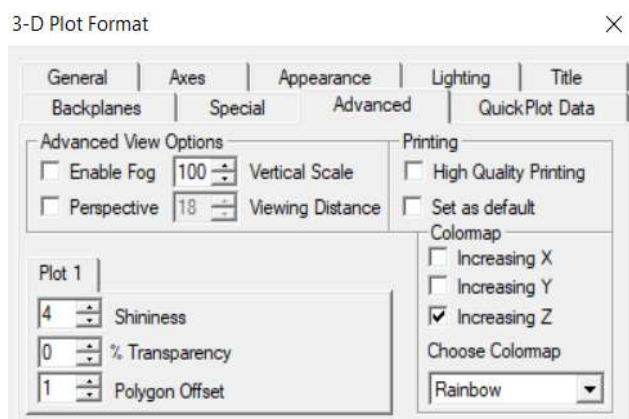 3-D Plot Format
General Axes Appearance Lighting Title
Backplanes Special Advanced QuickPlot Data
Advanced View Options Printing
Enable Fog 100 Vertical Scale High Quality Printing
Perspective 18 Viewing Distance Set as default
Colormap
Increasing X
Plot 1 Increasing Y
4 Shininess Increasing Z
0 % Transparency Choose Colormap
1 Polygon Offset Rainbow